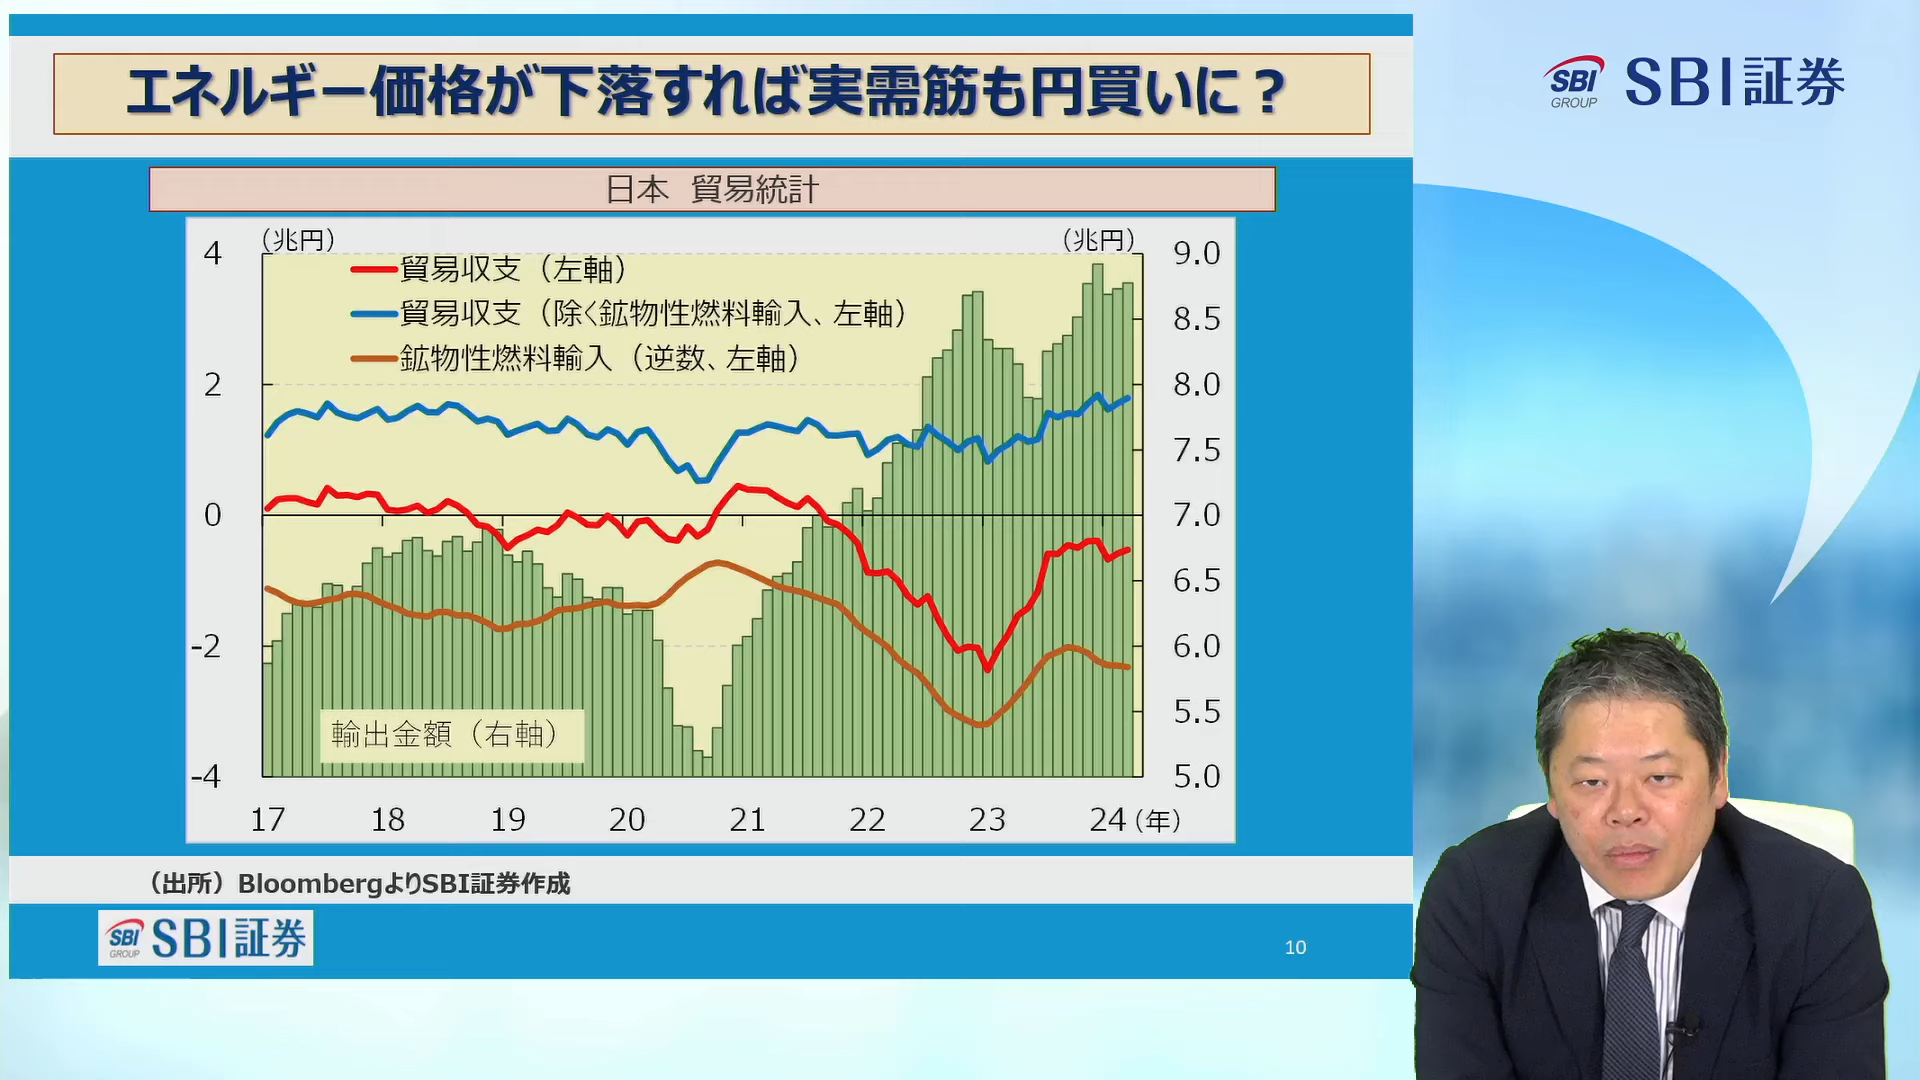 エネルギー価格が下落すれば実需筋も円買いに？
SBI GROUP SBI証券
日本　貿易統計
（兆円）
（兆円）
貿易収支（左軸）
貿易収支（除く鉱物性燃料輸入、左軸）
鉱物性燃料輸入（逆数、左軸）
4
2
0
-2
-4
9.0
8.5
8.0
7.5
7.0
6.5
6.0
5.5
5.0
輸出金額（右軸）
17 18 19 20 21 22 23 24（年）
（出所）BloombergよりSBI証券作成
SBI GROUP SBI証券
10